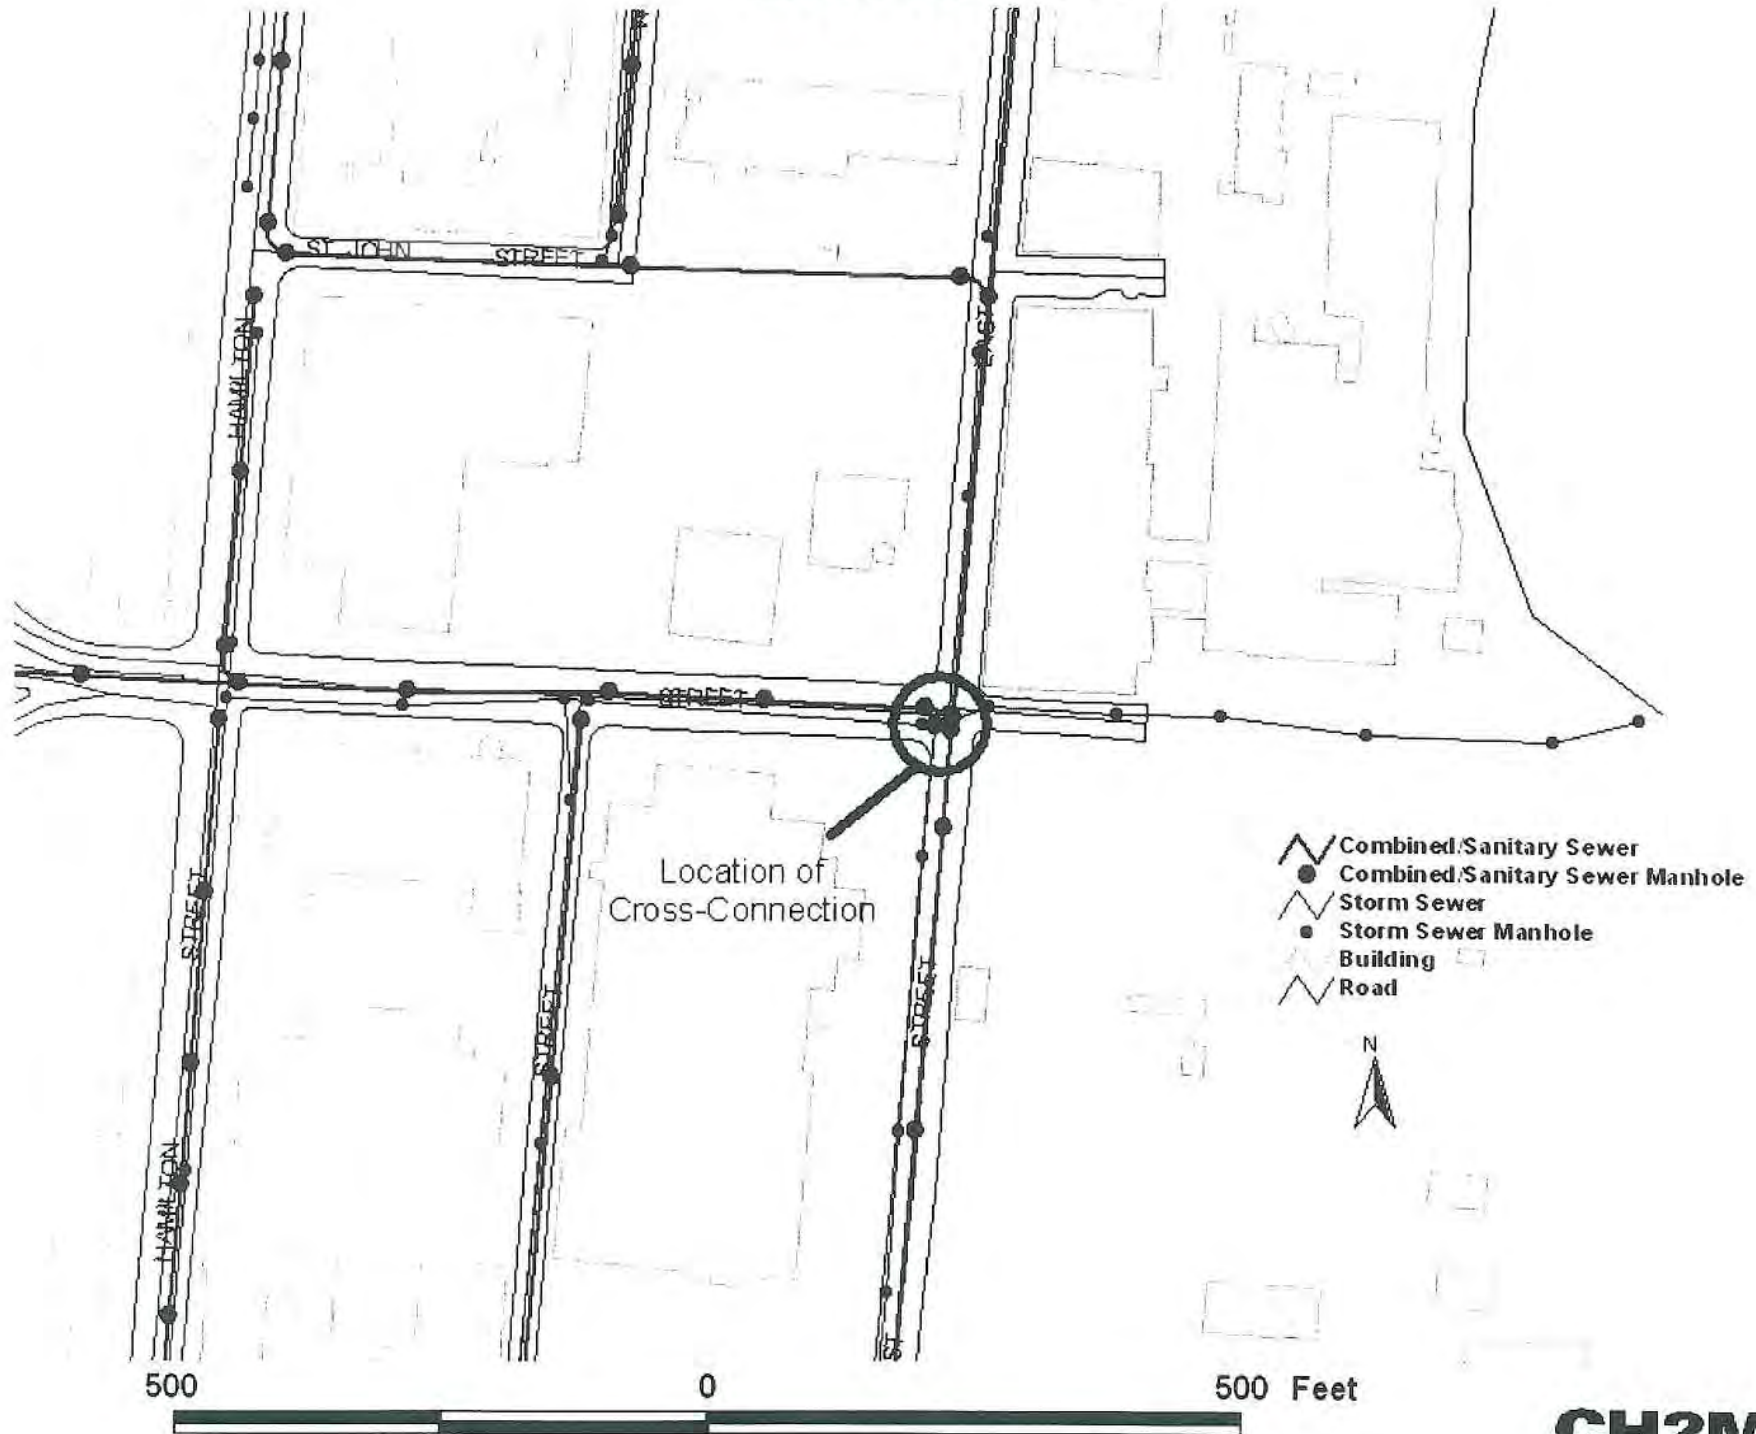 ST. JOHN STREET
HAMILTON
EAST
STREET
Location of
Cross-Connection
STREET
STREET
STREET
HAMILTON
Combined/Sanitary Sewer
Combined/Sanitary Sewer Manhole
Storm Sewer
Storm Sewer Manhole
Building
Road
N
500 0 500 Feet
CH2M